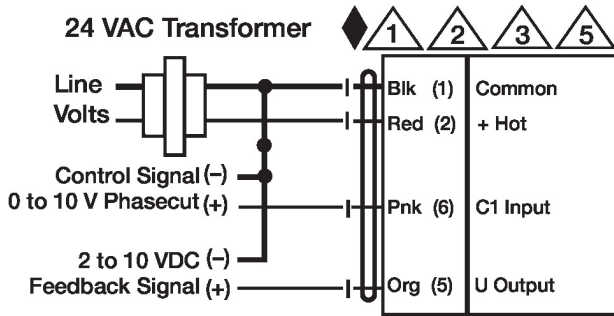 24 VAC Transformer 1 2 3 5
Line Blk (1) Common
Volts Red (2) + Hot
Control Signal (–)
0 to 10 V Phasecut (+) Pnk (6) C1 Input
2 to 10 VDC (–)
Feedback Signal (+) Org (5) U Output